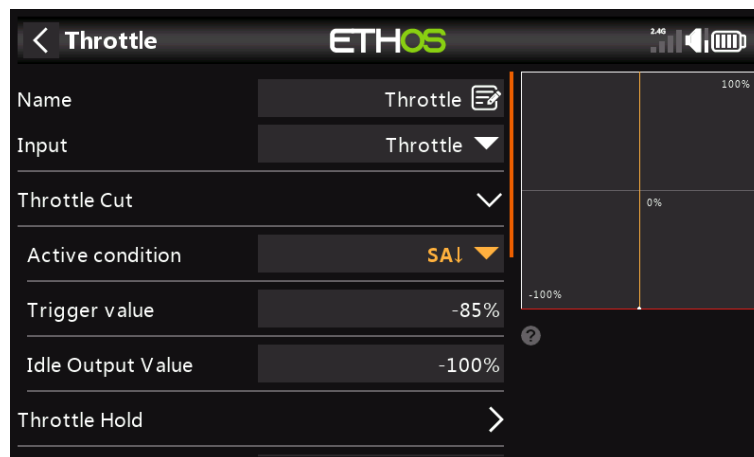 Throttle
ETHOS
2.4G
Name
Throttle
Input
Throttle
Throttle Cut
Active condition
SA↓
Trigger value
-85%
Idle Output Value
-100%
Throttle Hold
100%
0%
-100%
?